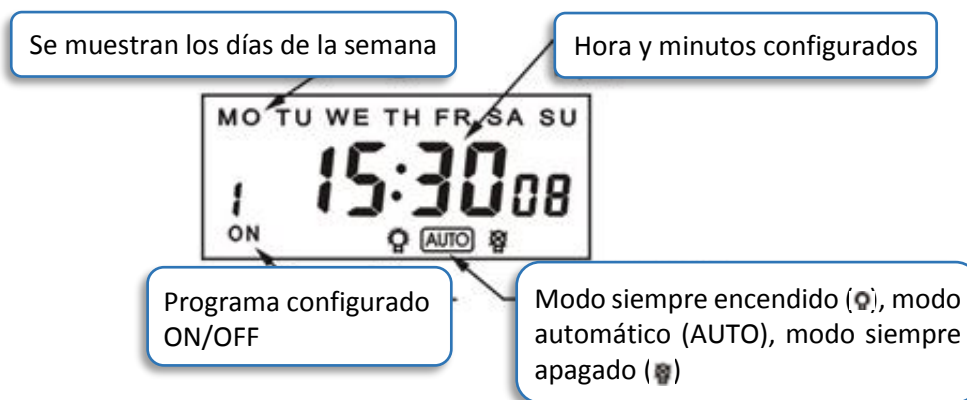 Se muestran los días de la semana
Hora y minutos configurados
MO TU WE TH FR SA SU
15:30 08
1
ON
AUTO
Programa configurado
ON/OFF
Modo siempre encendido ( ), modo
automático (AUTO), modo siempre
apagado ( )